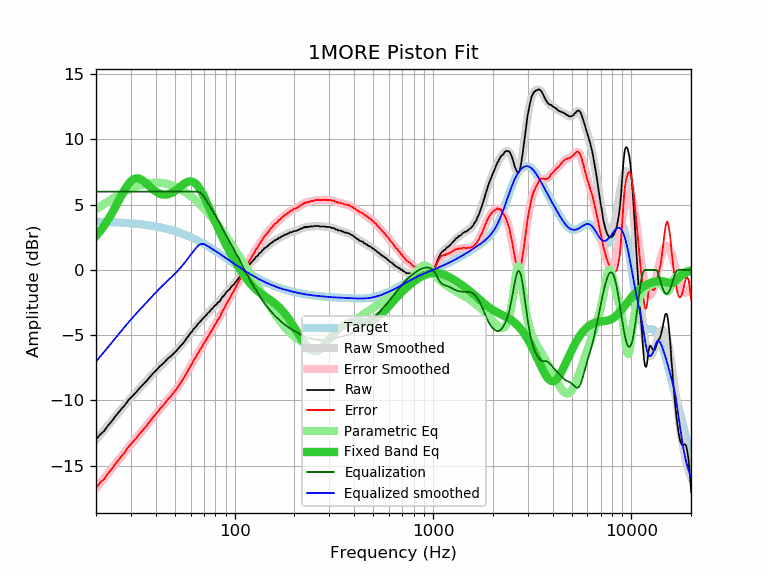 1MORE Piston Fit
15
10
5
0
−5
−10
−15
Amplitude (dBr)
Target
Raw Smoothed
Error Smoothed
Raw
Error
Parametric Eq
Fixed Band Eq
Equalization
Equalized smoothed
100
1000
10000
Frequency (Hz)